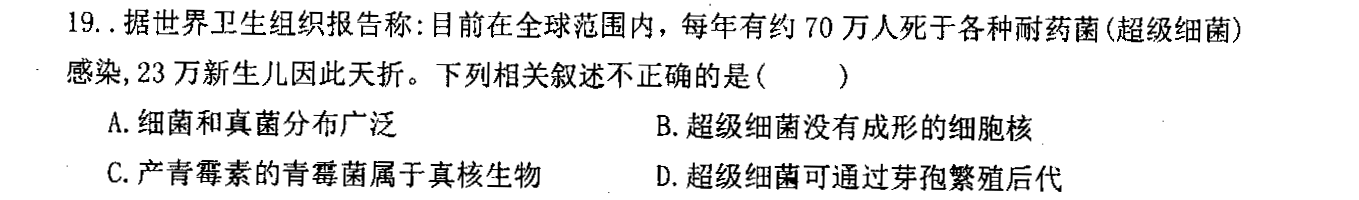 19..据世界卫生组织报告称:目前在全球范围内，每年有约 70 万人死于各种耐药菌(超级细菌)
感染,23 万新生儿因此夭折。下列相关叙述不正确的是(  )
A.细菌和真菌分布广泛 B.超级细菌没有成形的细胞核
C.产青霉素的青霉菌属于真核生物 D.超级细菌可通过芽孢繁殖后代